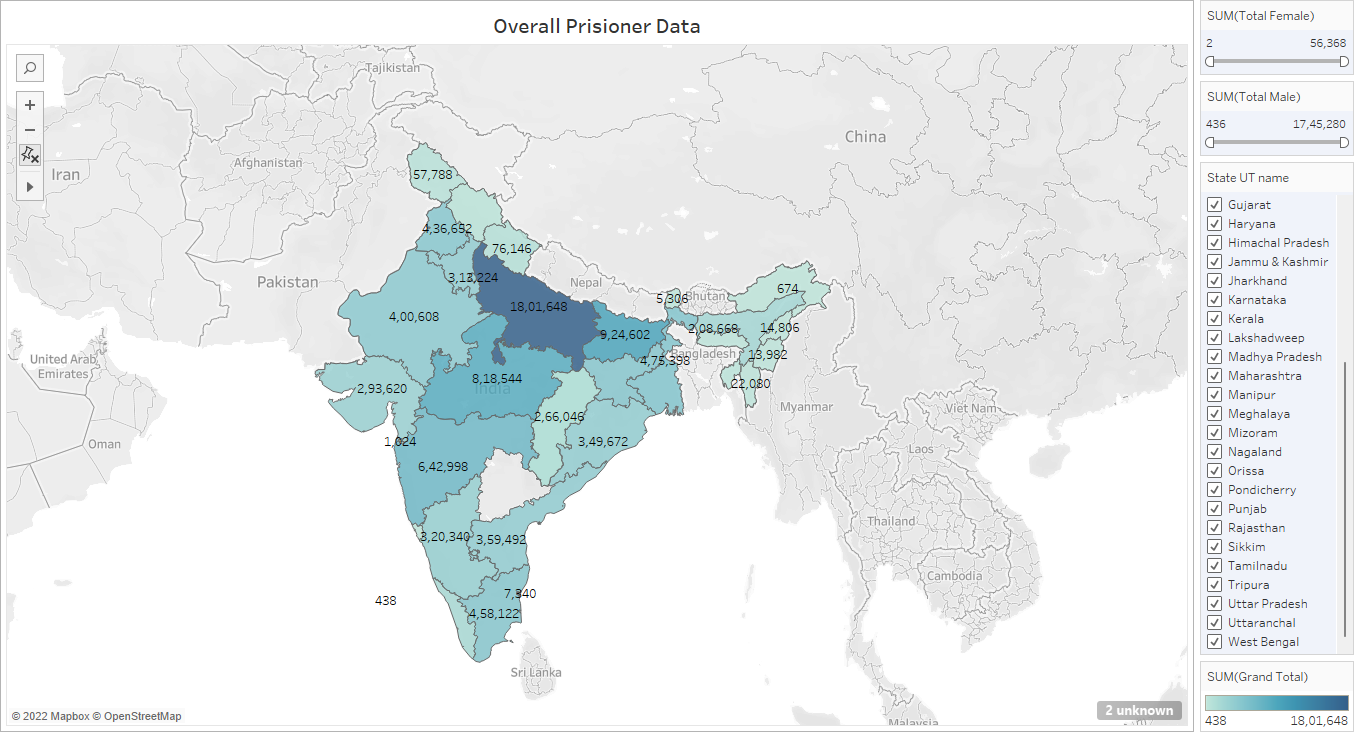 Overall Prisioner Data
Tajikistan
Afghanistan
Iran
China
Pakistan
Nepal
Bhutan
United Arab
Emirates
Oman
India
Bangladesh
Myanmar
Viet Nam
Laos
Thailand
Cambodia
Sri Lanka
Malaysia
57,788
4,36,652
76,146
18,01,648
5,306
674
4,00,608
9,24,602
2,08,668
14,806
13,982
4,75,398
8,18,544
22,080
2,93,620
2,66,046
1,024
3,49,672
6,42,998
3,20,340
3,59,492
438
7,340
4,58,122
© 2022 Mapbox © OpenStreetMap
2 unknown
SUM(Total Female)
2 56,368
SUM(Total Male)
436 17,45,280
State UT name
Gujarat
Haryana
Himachal Pradesh
Jammu & Kashmir
Jharkhand
Karnataka
Kerala
Lakshadweep
Madhya Pradesh
Maharashtra
Manipur
Meghalaya
Mizoram
Nagaland
Orissa
Pondicherry
Punjab
Rajasthan
Sikkim
Tamilnadu
Tripura
Uttar Pradesh
Uttaranchal
West Bengal
SUM(Grand Total)
438 18,01,648